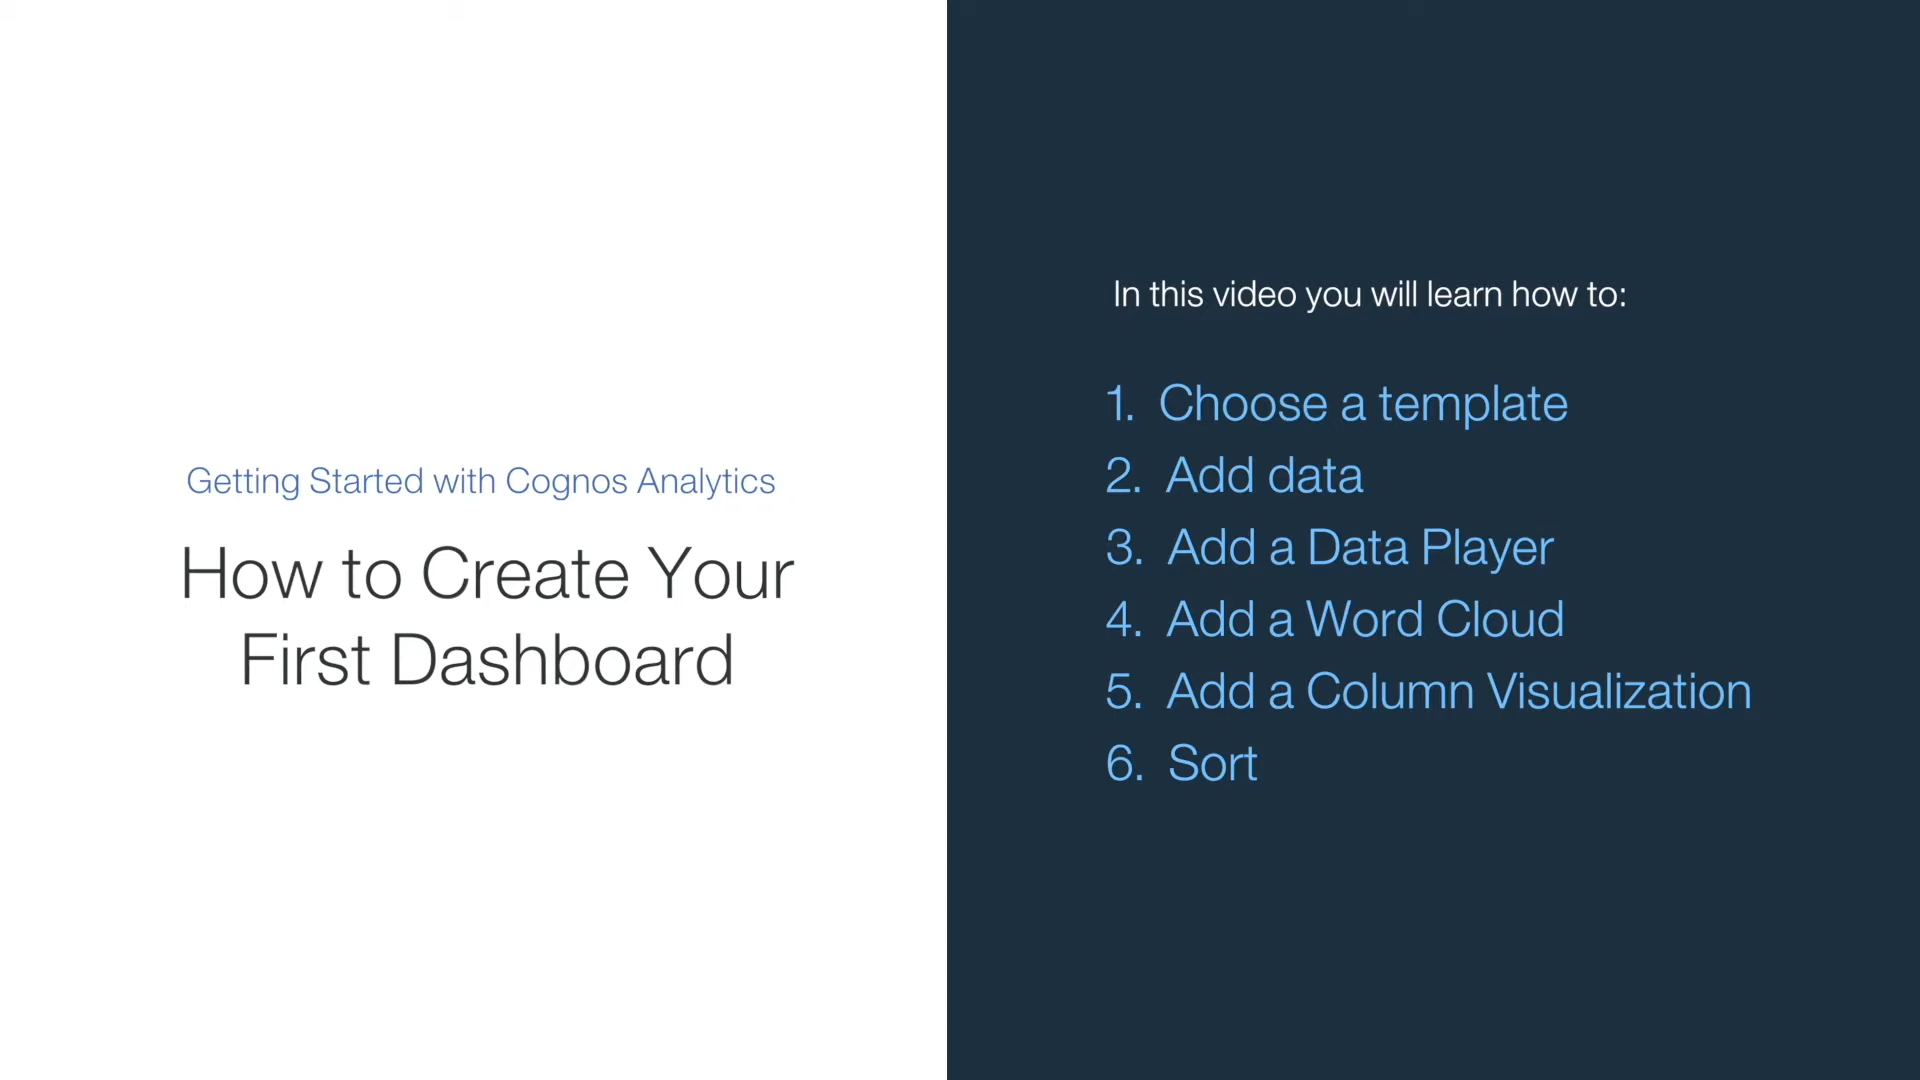 Getting Started with Cognos Analytics
How to Create Your
First Dashboard
In this video you will learn how to:
1. Choose a template
2. Add data
3. Add a Data Player
4. Add a Word Cloud
5. Add a Column Visualization
6. Sort